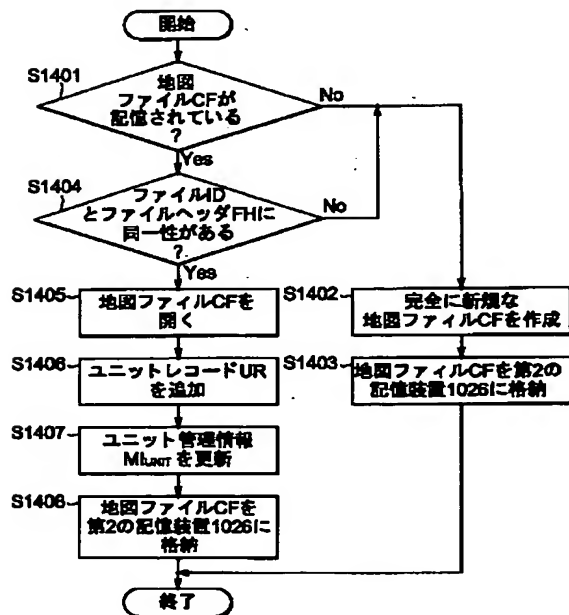 開始
S1401
地図
ファイルCFが
記憶されている
?
No
Yes
S1404
ファイルID
とファイルヘッダFHに
同一性がある
?
No
Yes
S1405
地図ファイルCFを
開く
S1402
完全に新規な
地図ファイルCFを作成
S1406
ユニットレコードUR
を追加
S1403
地図ファイルCFを第2の
記憶装置1026に格納
S1407
ユニット管理情報
MIUNITを更新
S1408
地図ファイルCFを
第2の記憶装置1026に
格納
終了